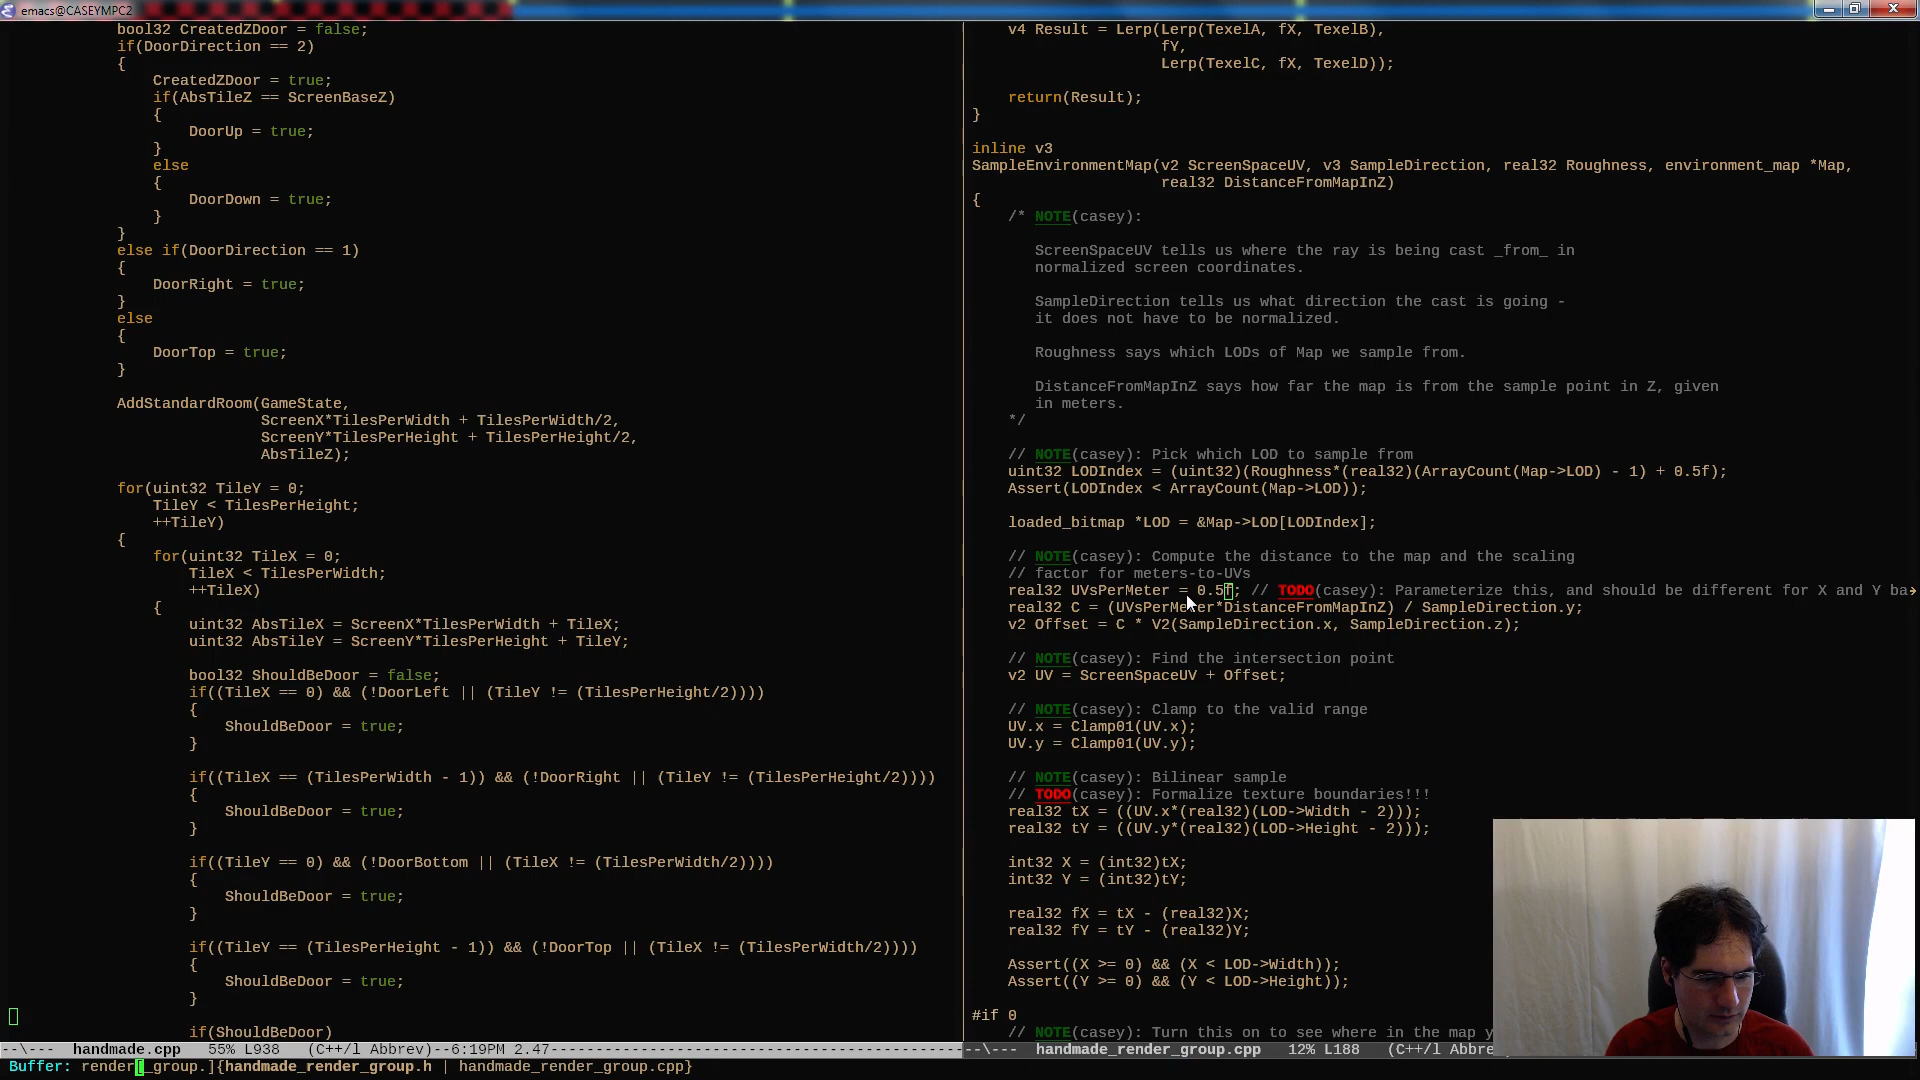 emacs@CASEYMPC2
bool32 CreatedZDoor = false;
if(DoorDirection == 2)
{
CreatedZDoor = true;
if(AbsTileZ == ScreenBaseZ)
{
DoorUp = true;
}
else
{
DoorDown = true;
}
}
else if(DoorDirection == 1)
{
DoorRight = true;
}
else
{
DoorTop = true;
}
AddStandardRoom(GameState,
ScreenX*TilesPerWidth + TilesPerWidth/2,
ScreenY*TilesPerHeight + TilesPerHeight/2,
AbsTileZ);
for(uint32 TileY = 0;
TileY < TilesPerHeight;
++TileY)
{
for(uint32 TileX = 0;
TileX < TilesPerWidth;
++TileX)
{
uint32 AbsTileX = ScreenX*TilesPerWidth + TileX;
uint32 AbsTileY = ScreenY*TilesPerHeight + TileY;
bool32 ShouldBeDoor = false;
if((TileX == 0) && (!DoorLeft || (TileY != (TilesPerHeight/2))))
{
ShouldBeDoor = true;
}
if((TileX == (TilesPerWidth - 1)) && (!DoorRight || (TileY != (TilesPerHeight/2))))
{
ShouldBeDoor = true;
}
if((TileY == 0) && (!DoorBottom || (TileX != (TilesPerWidth/2))))
{
ShouldBeDoor = true;
}
if((TileY == (TilesPerHeight - 1)) && (!DoorTop || (TileX != (TilesPerWidth/2))))
{
ShouldBeDoor = true;
}
if(ShouldBeDoor)
--\--- handmade.cpp 55% L938 (C++/l Abbrev)--6:19PM 2.47
v4 Result = Lerp(Lerp(TexelA, fX, TexelB),
fY,
Lerp(TexelC, fX, TexelD));
return(Result);
}
inline v3
SampleEnvironmentMap(v2 ScreenSpaceUV, v3 SampleDirection, real32 Roughness, environment_map *Map,
real32 DistanceFromMapInZ)
{
/* NOTE(casey):
ScreenSpaceUV tells us where the ray is being cast _from_ in
normalized screen coordinates.
SampleDirection tells us what direction the cast is going -
it does not have to be normalized.
Roughness says which LODs of Map we sample from.
DistanceFromMapInZ says how far the map is from the sample point in Z, given
in meters.
*/
// NOTE(casey): Pick which LOD to sample from
uint32 LODIndex = (uint32)(Roughness*(real32)(ArrayCount(Map->LOD) - 1) + 0.5f);
Assert(LODIndex < ArrayCount(Map->LOD));
loaded_bitmap *LOD = &Map->LOD[LODIndex];
// NOTE(casey): Compute the distance to the map and the scaling
// factor for meters-to-UVs
real32 UVsPerMeter = 0.5f; // TODO(casey): Parameterize this, and should be different for X and Y ba
real32 C = (UVsPerMeter*DistanceFromMapInZ) / SampleDirection.y;
v2 Offset = C * V2(SampleDirection.x, SampleDirection.z);
// NOTE(casey): Find the intersection point
v2 UV = ScreenSpaceUV + Offset;
// NOTE(casey): Clamp to the valid range
UV.x = Clamp01(UV.x);
UV.y = Clamp01(UV.y);
// NOTE(casey): Bilinear sample
// TODO(casey): Formalize texture boundaries!!!
real32 tX = ((UV.x*(real32)(LOD->Width - 2)));
real32 tY = ((UV.y*(real32)(LOD->Height - 2)));
int32 X = (int32)tX;
int32 Y = (int32)tY;
real32 fX = tX - (real32)X;
real32 fY = tY - (real32)Y;
Assert((X >= 0) && (X < LOD->Width));
Assert((Y >= 0) && (Y < LOD->Height));
#if 0
// NOTE(casey): Turn this on to see where in the map y
--\--- handmade_render_group.cpp 12% L188 (C++/l Abbrev
Buffer: render[_group.]{handmade_render_group.h | handmade_render_group.cpp}